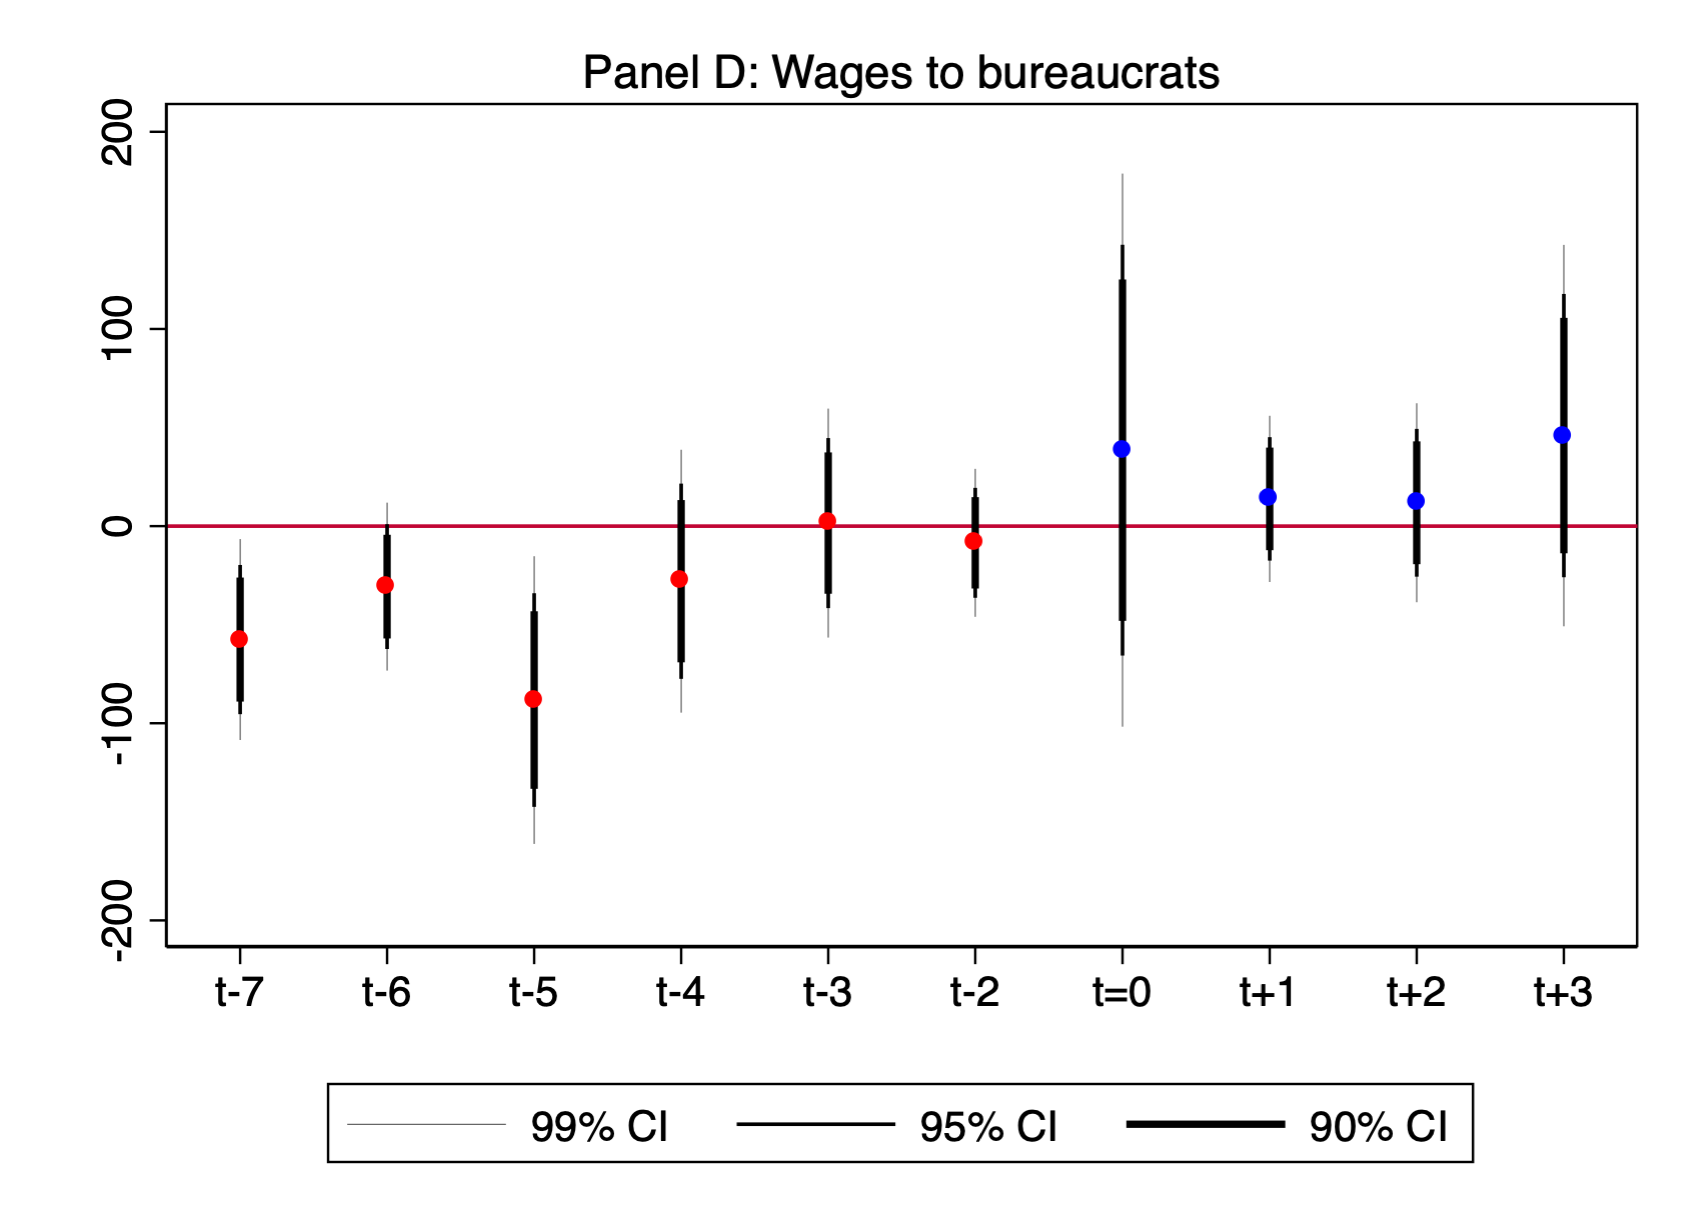 Panel D: Wages to bureaucrats
200
100
0
-100
-200
t-7 t-6 t-5 t-4 t-3 t-2 t=0 t+1 t+2 t+3
99% CI 95% CI 90% CI